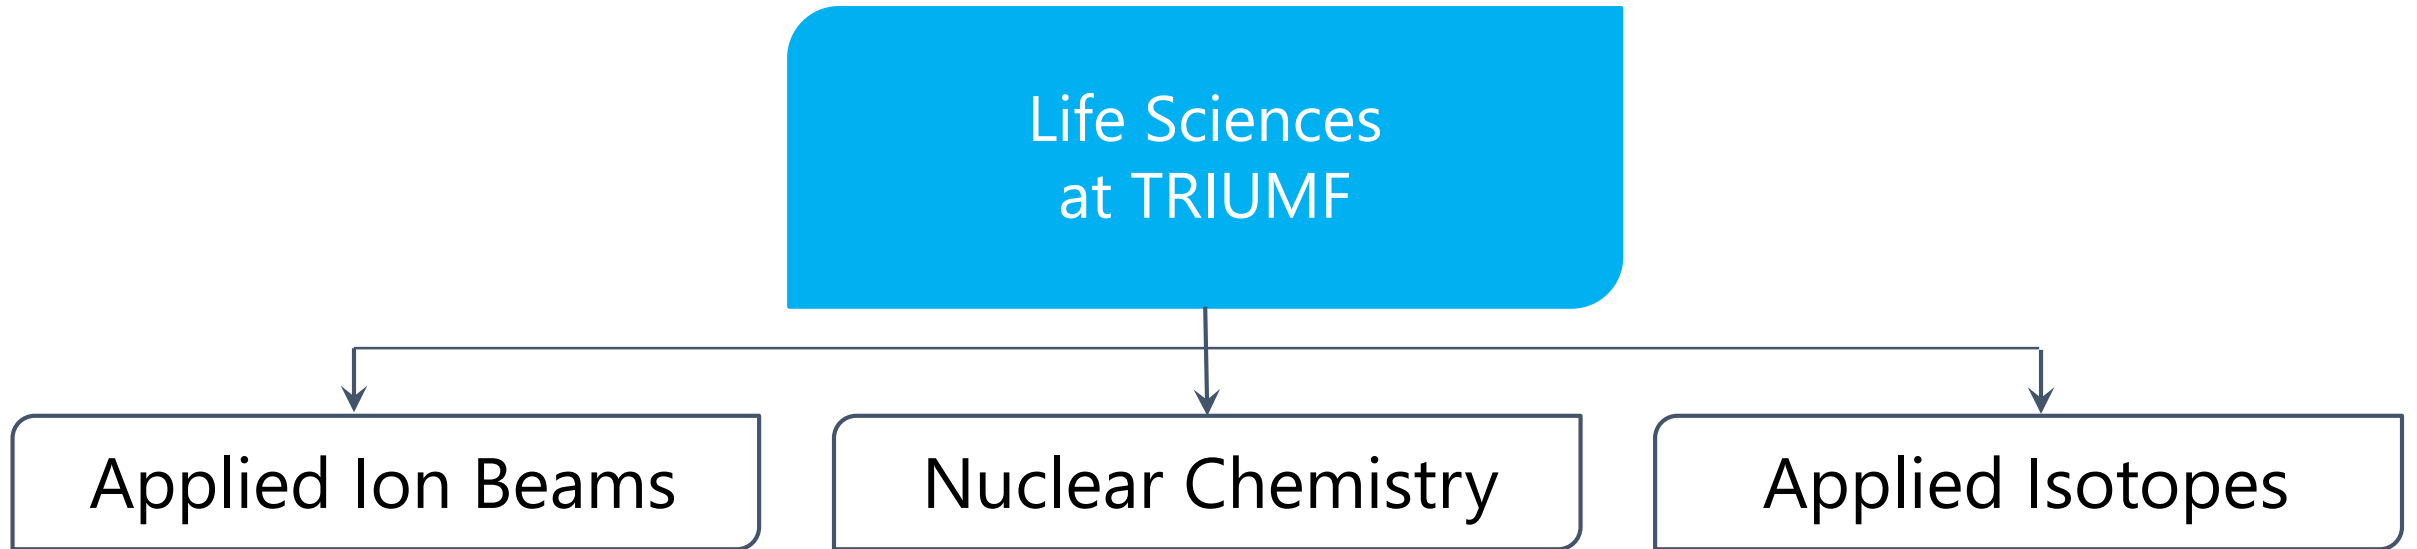 Life Sciences
at TRIUMF
Applied Ion Beams
Nuclear Chemistry
Applied Isotopes